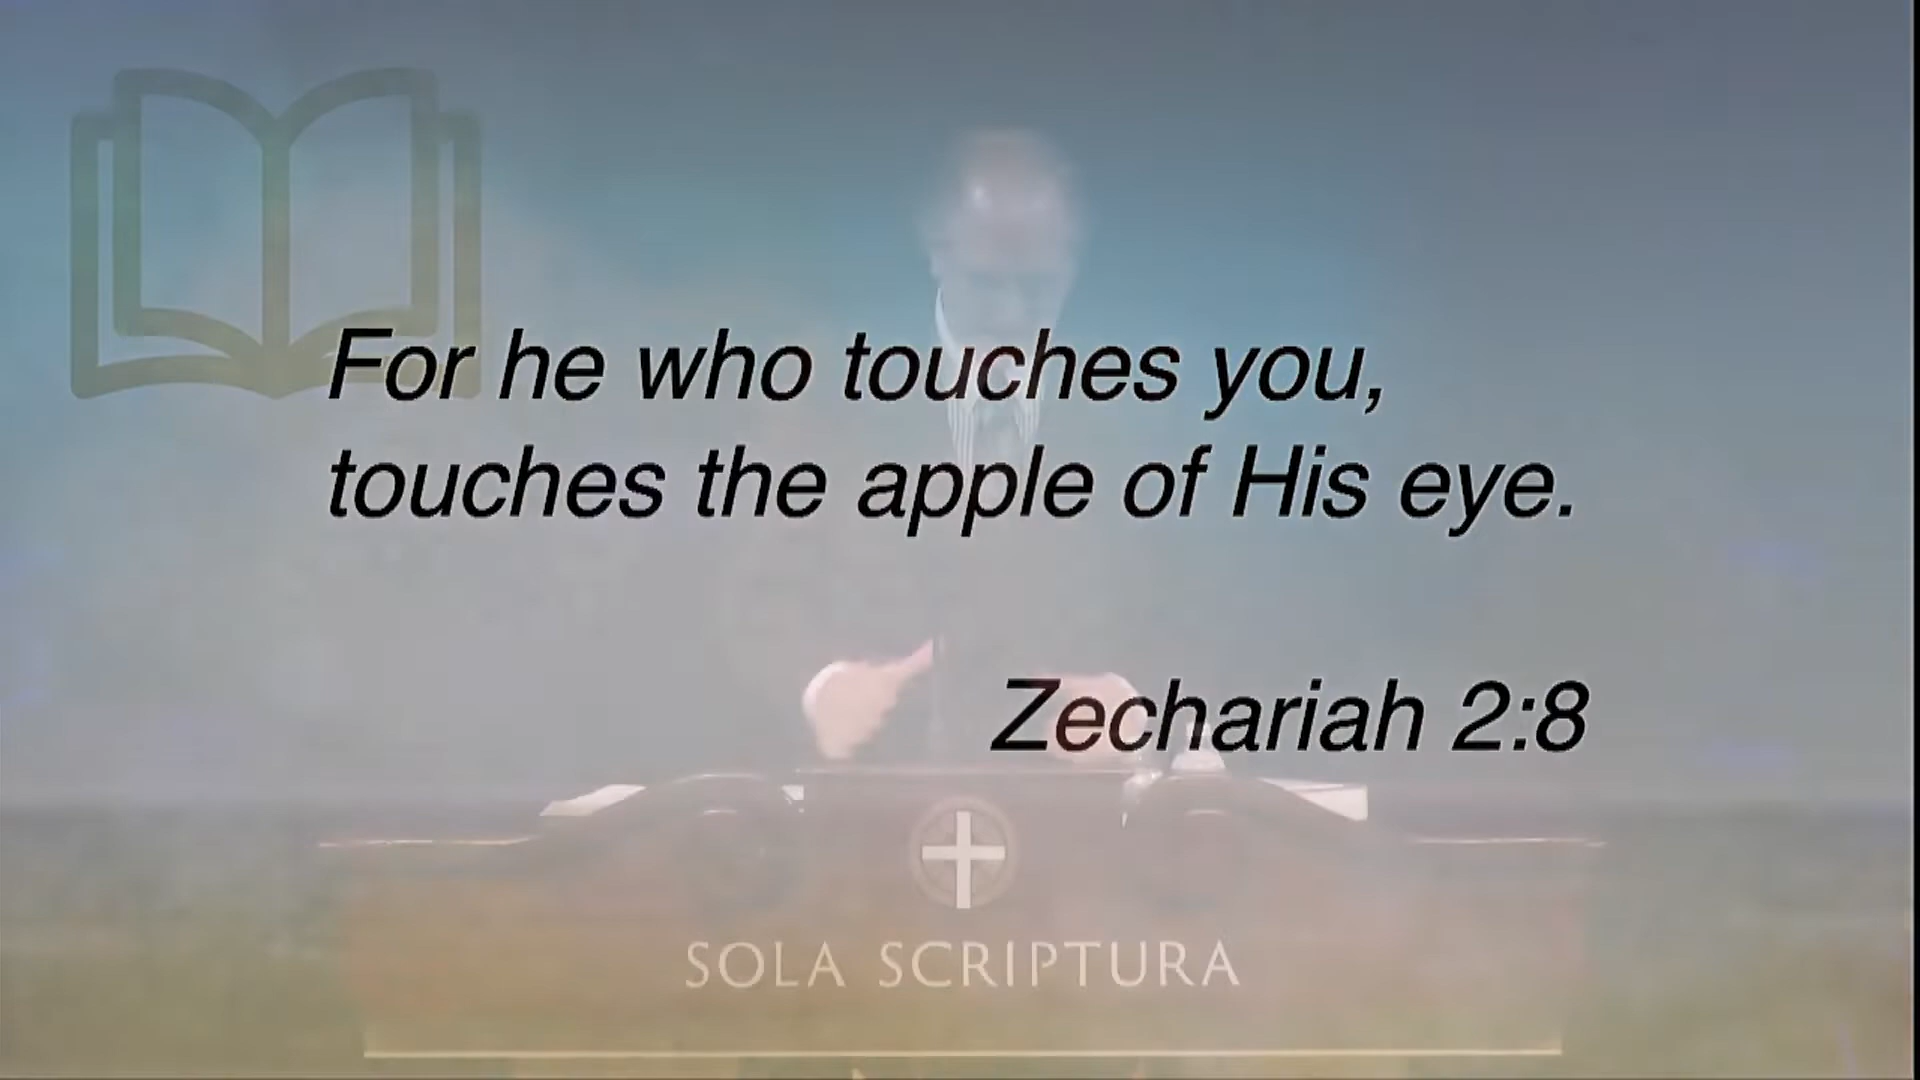 For he who touches you,
touches the apple of His eye.
Zechariah 2:8
SOLA SCRIPTURA